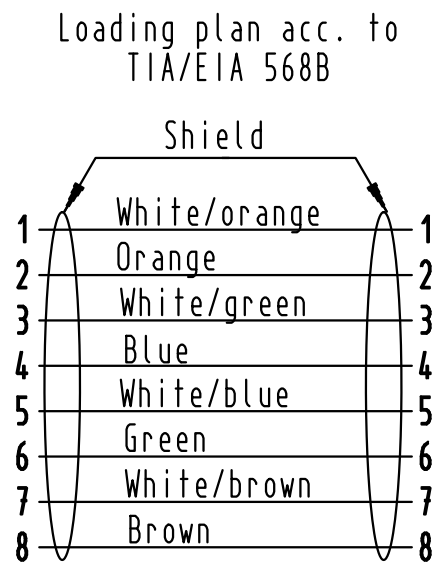 Loading plan acc. to
TIA/EIA 568B
Shield
1 White/orange 1
2 Orange 2
3 White/green 3
4 Blue 4
5 White/blue 5
6 Green 6
7 White/brown 7
8 Brown 8